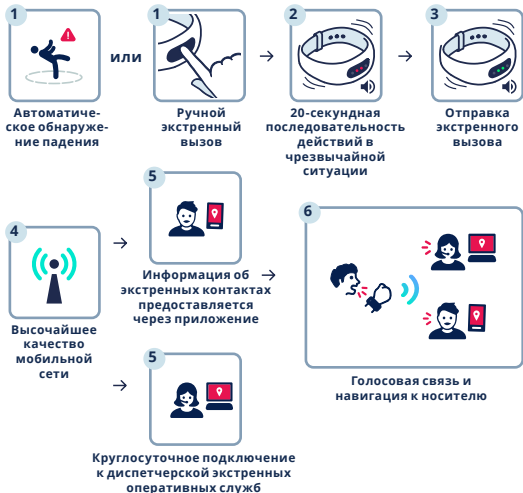 1
Автоматиче-
ское обнаруже-
ние падения
или
1
Ручной
экстренный
вызов
2
20-секундная
последовательность
действий в
чрезвычайной
ситуации
3
Отправка
экстренного
вызова
4
Высочайшее
качество
мобильной
сети
5
Информация об
экстренных контактах
предоставляется
через приложение
5
Круглосуточное подключение
к диспетчерской экстренных
оперативных служб
6
Голосовая связь и
навигация к носителю